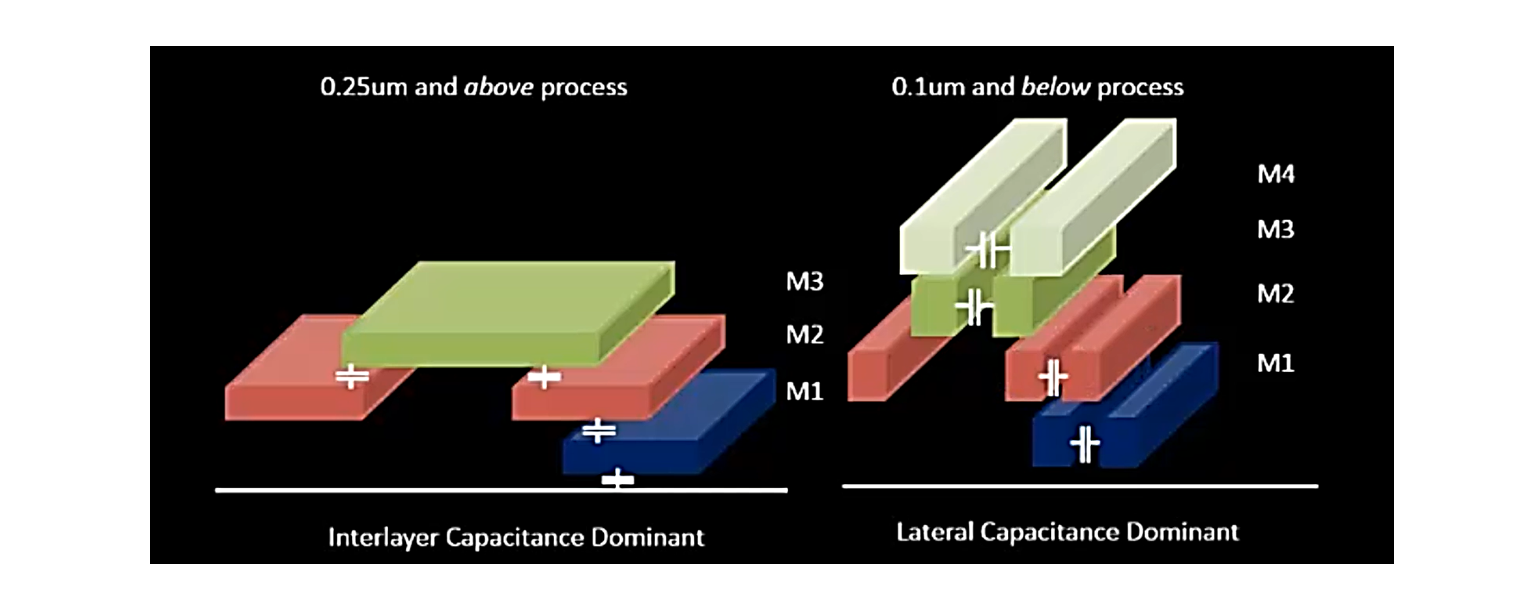 0.25um and above process
M3
M2
M1
Interlayer Capacitance Dominant
0.1um and below process
M4
M3
M2
M1
Lateral Capacitance Dominant